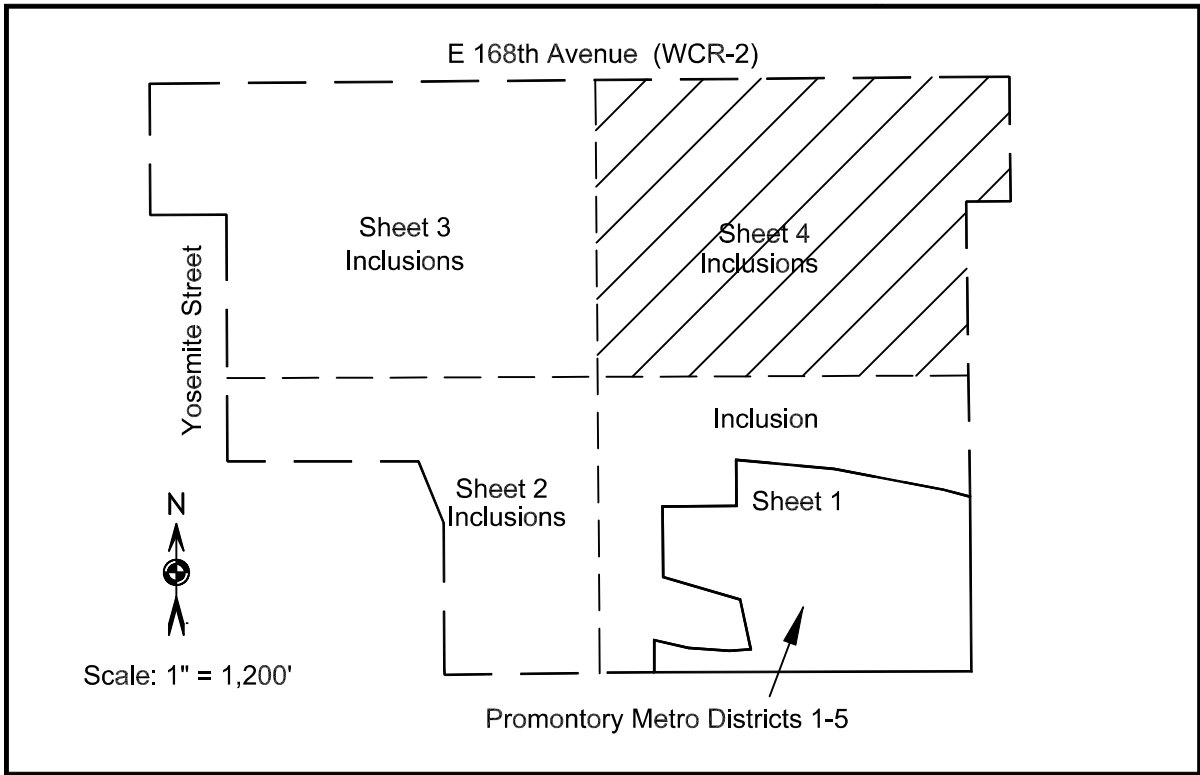 E 168th Avenue (WCR-2)
Sheet 3
Inclusions
Sheet 4
Inclusions
Yosemite Street
Inclusion
Sheet 2
Inclusions
Sheet 1
N
Scale: 1" = 1,200'
Promontory Metro Districts 1-5